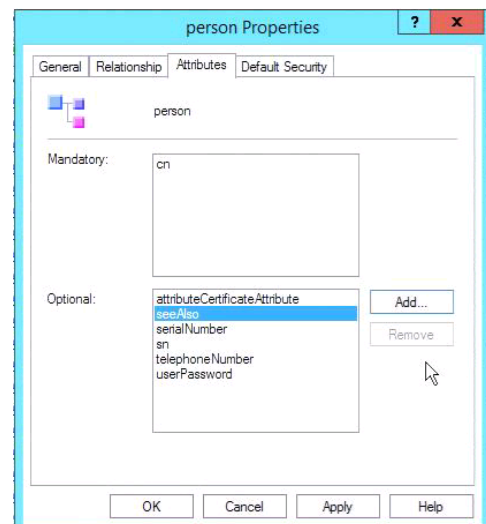 person Properties
?
x
General
Relationship
Attributes
Default Security
person
Mandatory:
cn
Optional:
attributeCertificateAttribute
seeAlso
serialNumber
sn
telephoneNumber
userPassword
Add...
Remove
OK
Cancel
Apply
Help